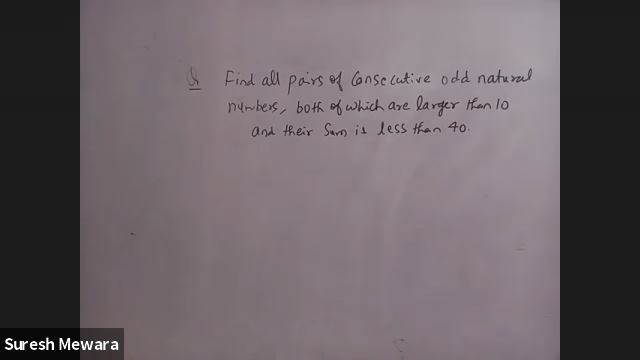 Q Find all pairs of consecutive odd natural
numbers, both of which are larger than 10
and their sum is less than 40.
Suresh Mewara